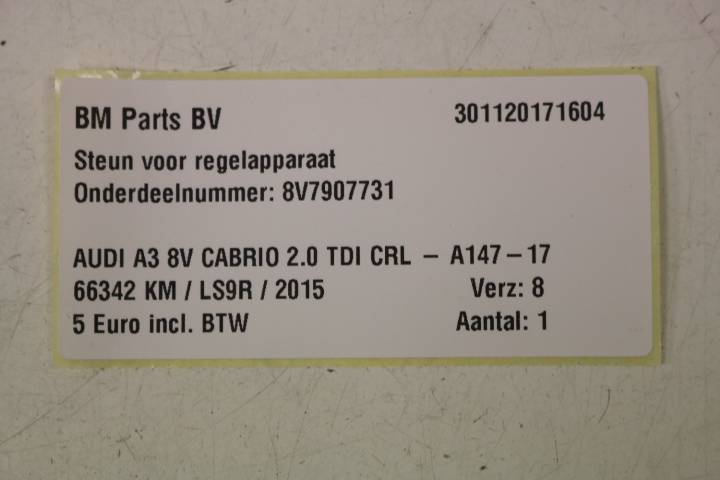 BM Parts BV 301120171604
Steun voor regelapparaat
Onderdeelnummer: 8V7907731
AUDI A3 8V CABRIO 2.0 TDI CRL – A147-17
66342 KM / LS9R / 2015 Verz: 8
5 Euro incl. BTW Aantal: 1